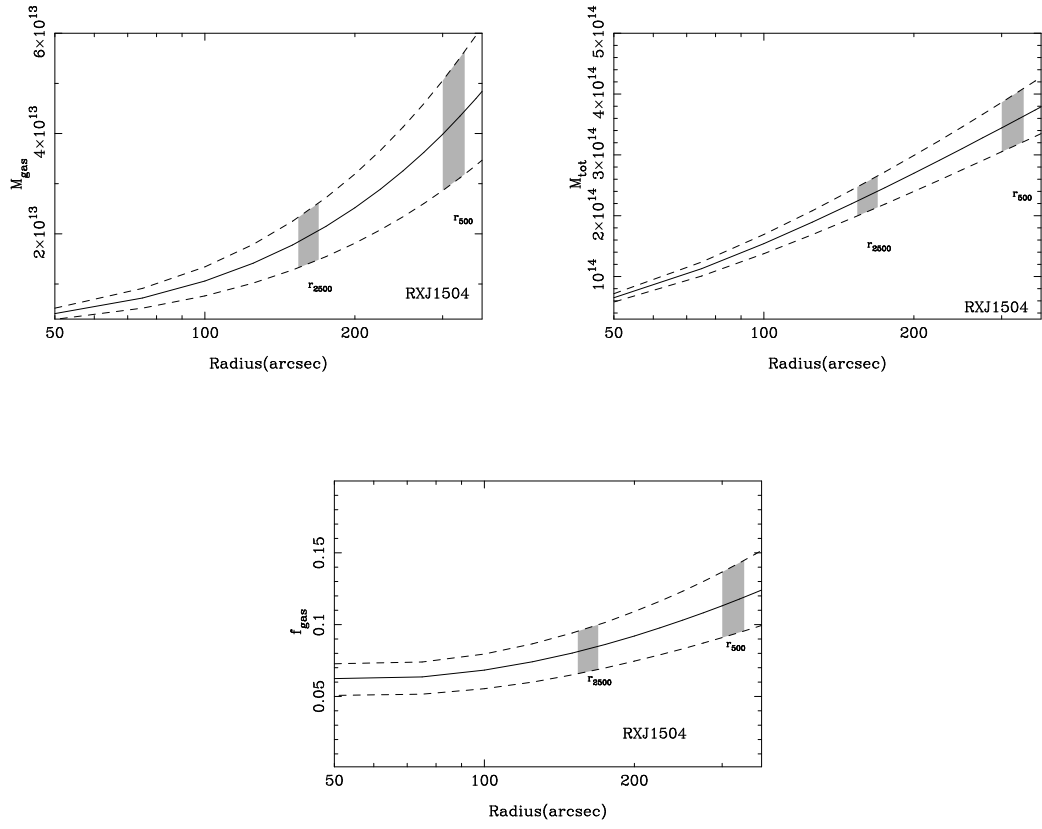 6×10¹³
4×10¹³
2×10¹³
M_gas
r_2500
r_500
RXJ1504
50
100
200
Radius(arcsec)
5×10¹⁴
4×10¹⁴
3×10¹⁴
2×10¹⁴
10¹⁴
M_tot
r_2500
r_500
RXJ1504
50
100
200
Radius(arcsec)
0.15
0.1
0.05
f_gas
r_2500
r_500
RXJ1504
50
100
200
Radius(arcsec)